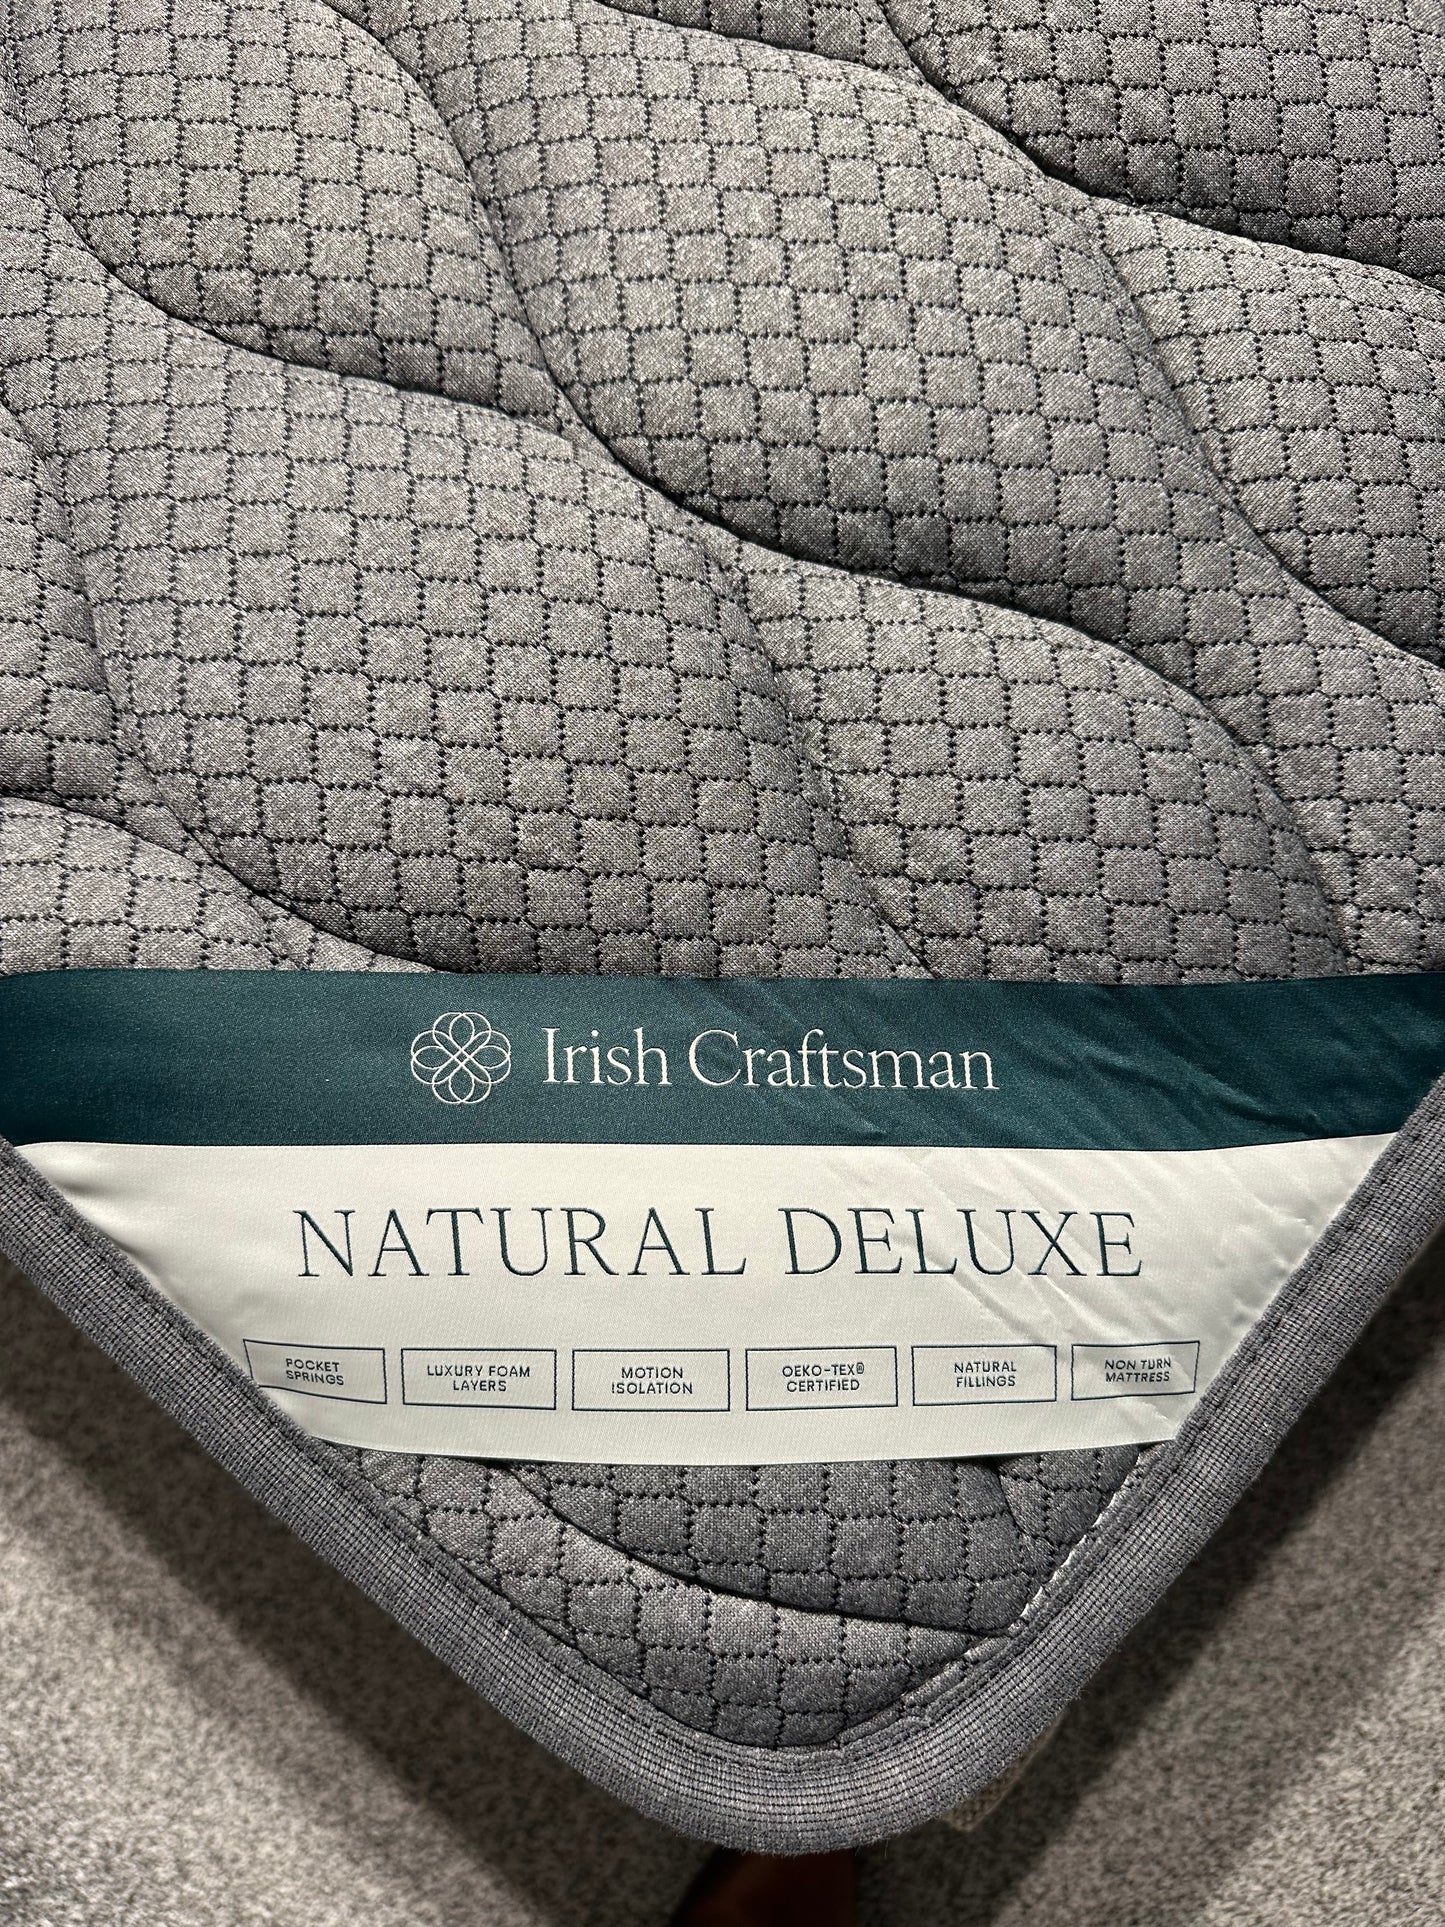 Irish Craftsman
NATURAL DELUXE
POCKET
SPRINGS
LUXURY FOAM
LAYERS
MOTION
ISOLATION
OEKO-TEX®
CERTIFIED
NATURAL
FILLINGS
NON TURN
MATTRESS